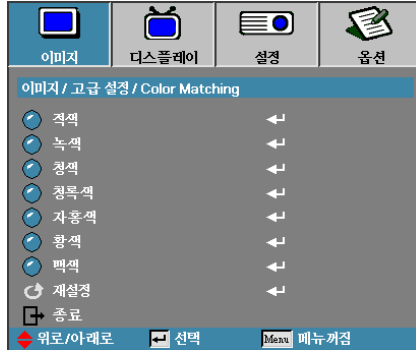 이미지 디스플레이 설정 옵션
이미지 / 고급 설정 / Color Matching
적색
녹색
청색
청록색
자홍색
황색
백색
재설정
종료
위로/아래로 선택 Menu 메뉴꺼짐